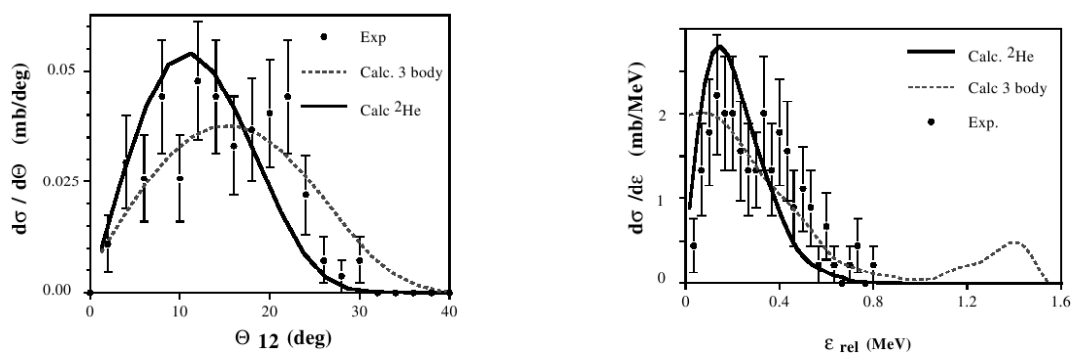 Exp
Calc. 3 body
Calc ²He
0.05
0.025
0.00
dσ / dΘ (mb/deg)
0 10 20 30 40
Θ 12 (deg)
Calc. ²He
Calc 3 body
Exp.
2
1
0
dσ /dε (mb/MeV)
0 0.4 0.8 1.2 1.6
ε rel (MeV)